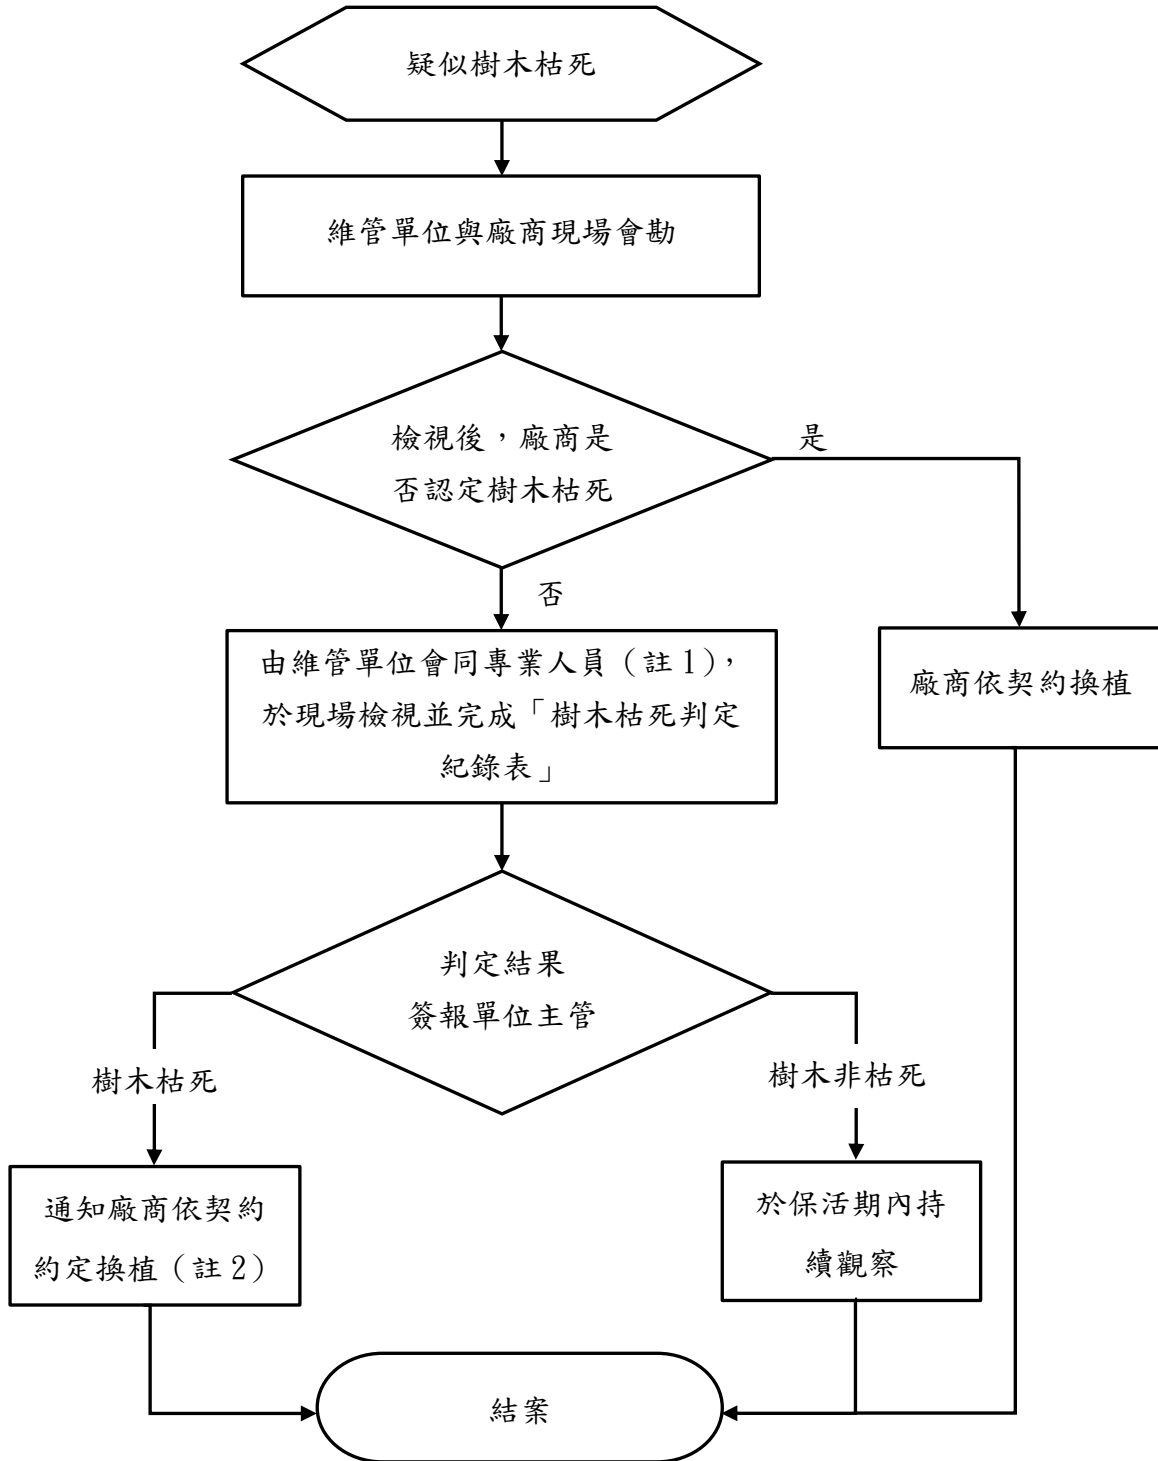 疑似樹木枯死
維管單位與廠商現場會勘
檢視後，廠商是
否認定樹木枯死
是
否
由維管單位會同專業人員（註1），
於現場檢視並完成「樹木枯死判定
紀錄表」
廠商依契約換植
判定結果
簽報單位主管
樹木枯死
樹木非枯死
通知廠商依契約
約定換植（註2）
於保活期內持
續觀察
結案